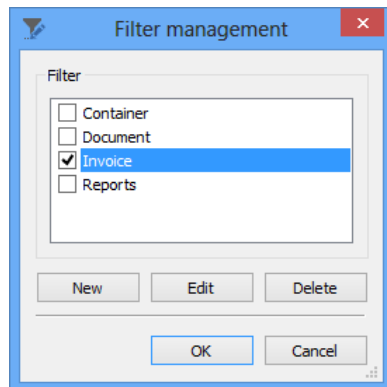 Filter management
Filter
Container
Document
Invoice
Reports
New Edit Delete
OK Cancel